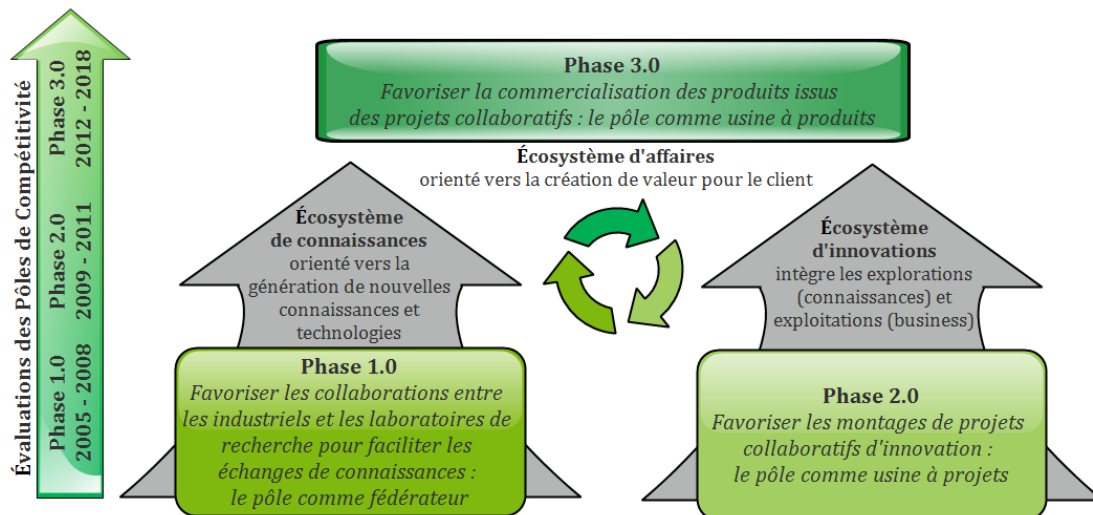 Évaluations des Pôles de Compétitivité
Phase 1.0
2005 - 2008
Phase 2.0
2009 - 2011
Phase 3.0
2012 - 2018
Phase 3.0
Favoriser la commercialisation des produits issus
des projets collaboratifs : le pôle comme usine à produits
Écosystème d'affaires
orienté vers la création de valeur pour le client
Écosystème
de connaissances
orienté vers la
génération de nouvelles
connaissances et
technologies
Écosystème
d'innovations
intègre les explorations
(connaissances) et
exploitations (business)
Phase 1.0
Favoriser les collaborations entre
les industriels et les laboratoires de
recherche pour faciliter les
échanges de connaissances :
le pôle comme fédérateur
Phase 2.0
Favoriser les montages de projets
collaboratifs d'innovation :
le pôle comme usine à projets